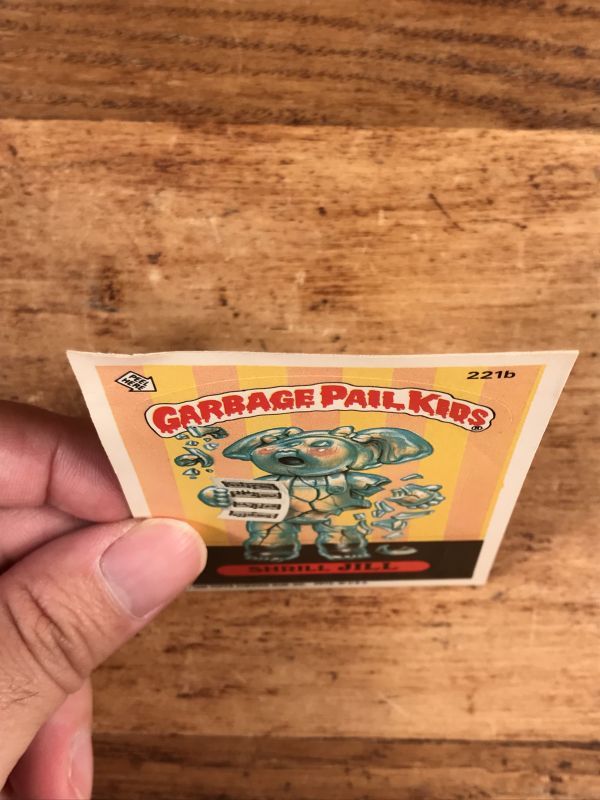 PEEL
HERE
221b
GARBAGE PAIL KIDS®
SHRILL JILL